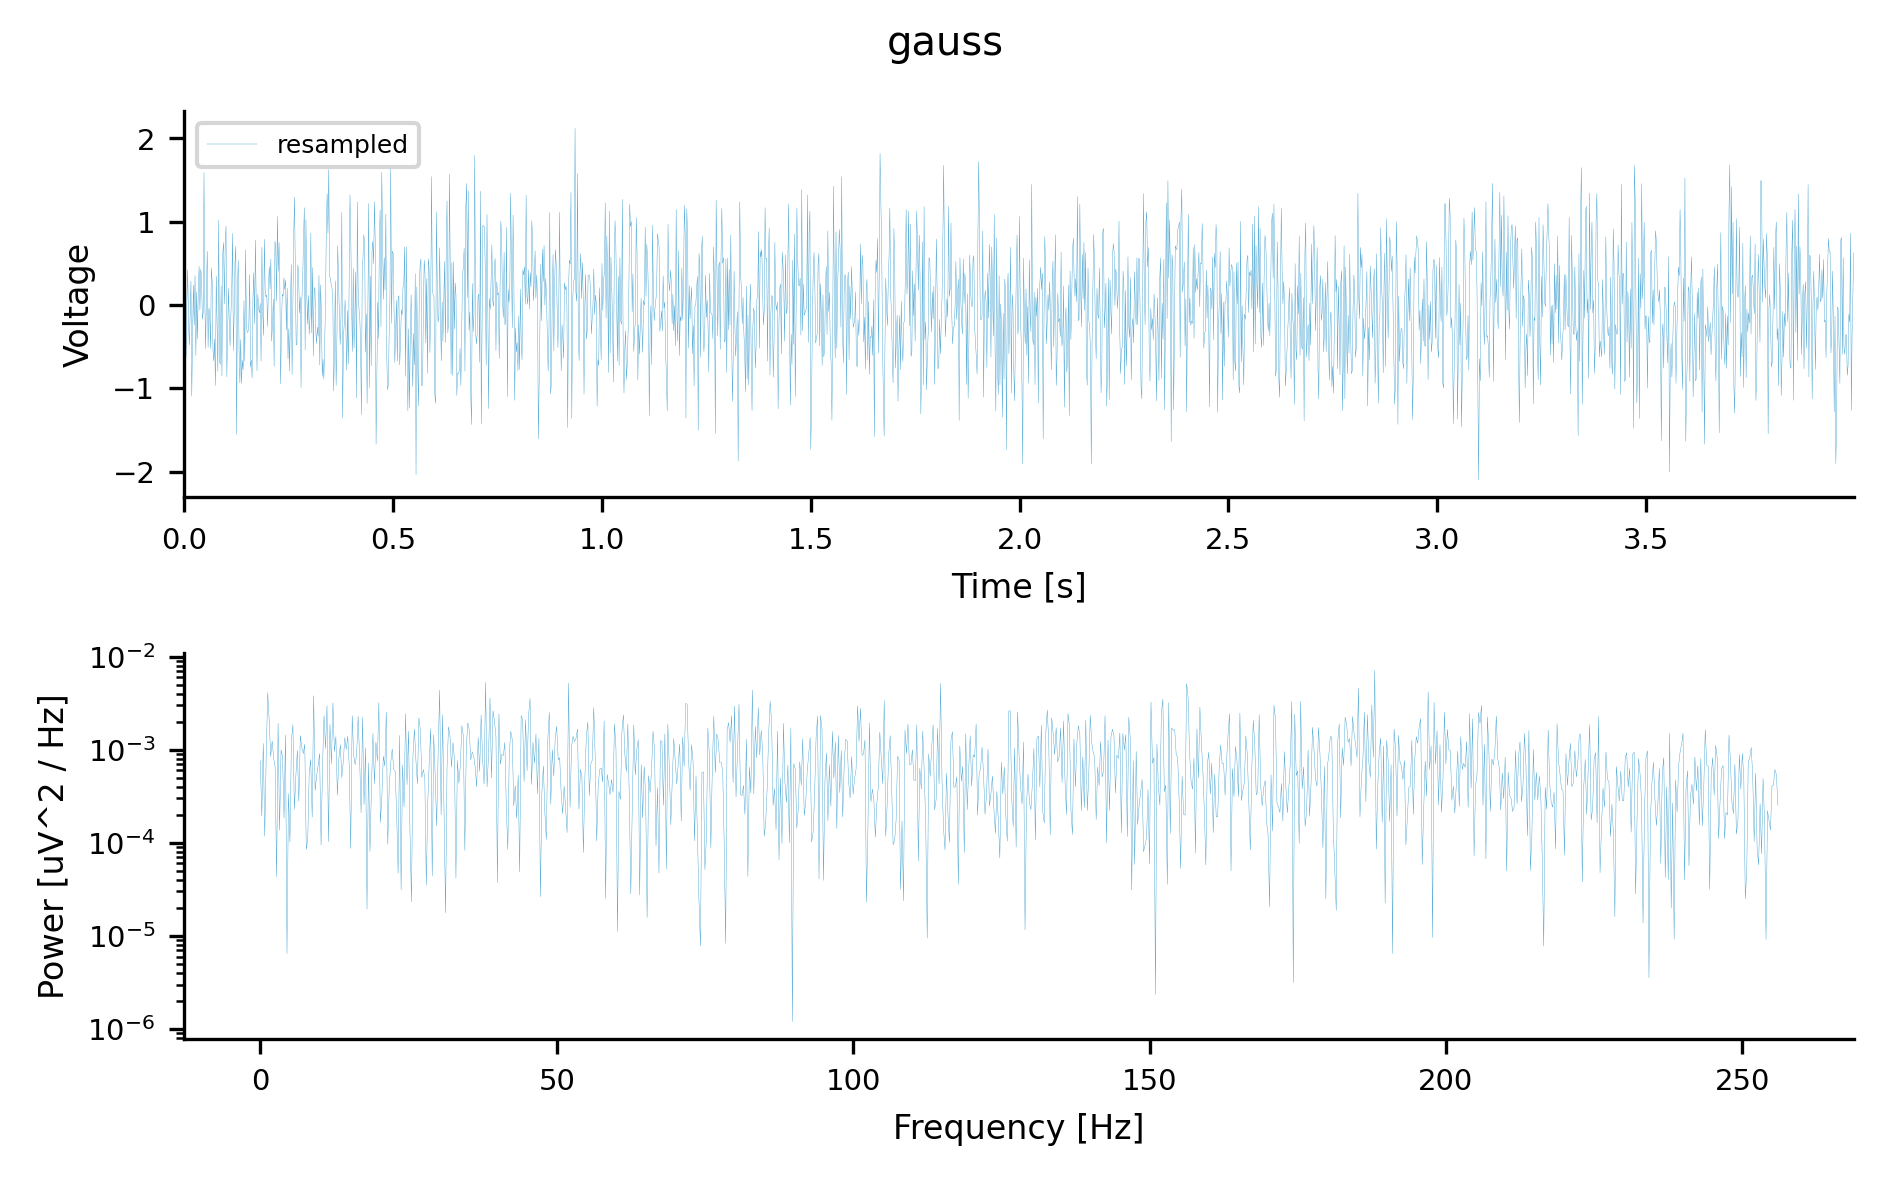 gauss
resampled
Voltage
2
1
0
−1
−2
0.0 0.5 1.0 1.5 2.0 2.5 3.0 3.5
Time [s]
Power [uV^2 / Hz]
10⁻²
10⁻³
10⁻⁴
10⁻⁵
10⁻⁶
0 50 100 150 200 250
Frequency [Hz]